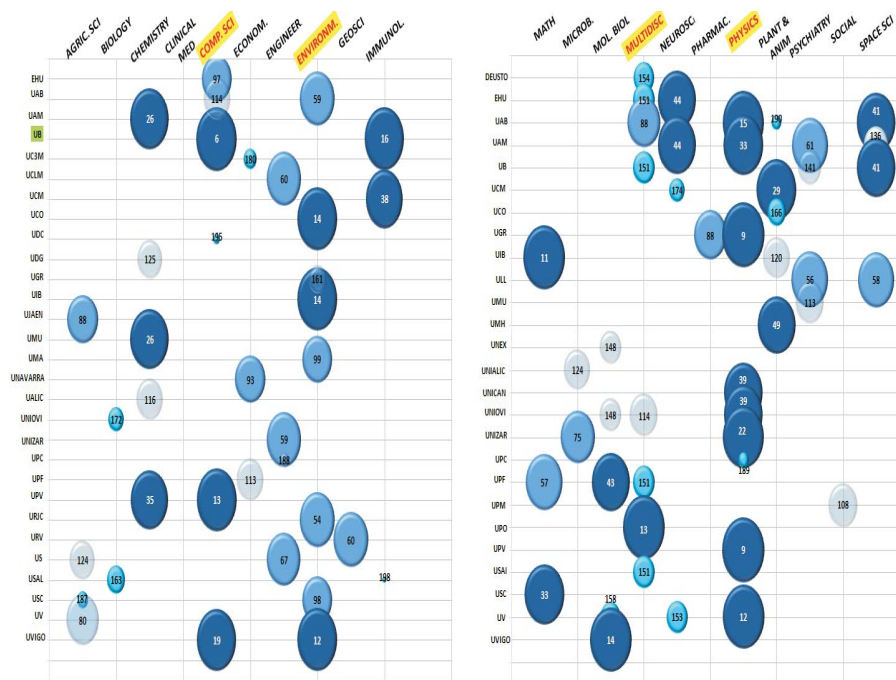 AGRIC. SCI
BIOLOGY
CHEMISTRY
CLINICAL
MED
COMP. SCI
ECONOM.
ENGINEER
ENVIRONM.
GEOSCI
IMMUNOL.
EHU 97
UAB 114 59
UAM 26
UB 6 16
UC3M 180
UCLM 60
UCM 38
UCO 14
UDC 195
UDG 125
UGR 161
UIB 14
UJAEN 88
UMU 26
UMA 99
UNAVARRA 93
UALIC 116
UNIOVI 172
UNIZAR 59
UPC 188
UPF 113
UPV 35 13
URIC 54
URV 60
US 124 67
USAL 163 198
USC 187 98
UV 80
UVIGO 19 12
MATH
MICROB.
MOL. BIOL
MULTIDISC
NEUROSC.
PHARMAC.
PHYSICS
PLANT &
ANIM
PSYCHIATRY
SOCIAL
SPACE SCI
DEUSTO 154
EHU 151 44
UAB 88 15 190 41
UAM 44 33 61 136
UB 151 141 41
UCM 174 29
UCO 166
UGR 88 9
UIB 11 120
ULL 56 58
UMU 113
UMH 49
UNEX 148
UNIALIC 124
UNICAN 39
UNIOVI 148 114 39
UNIZAR 75 22
UPC 189
UPF 57 43 151
UPM 108
UPO 13
UPV 9
USAL 151
USC 33
UV 158 153 12
UVIGO 14